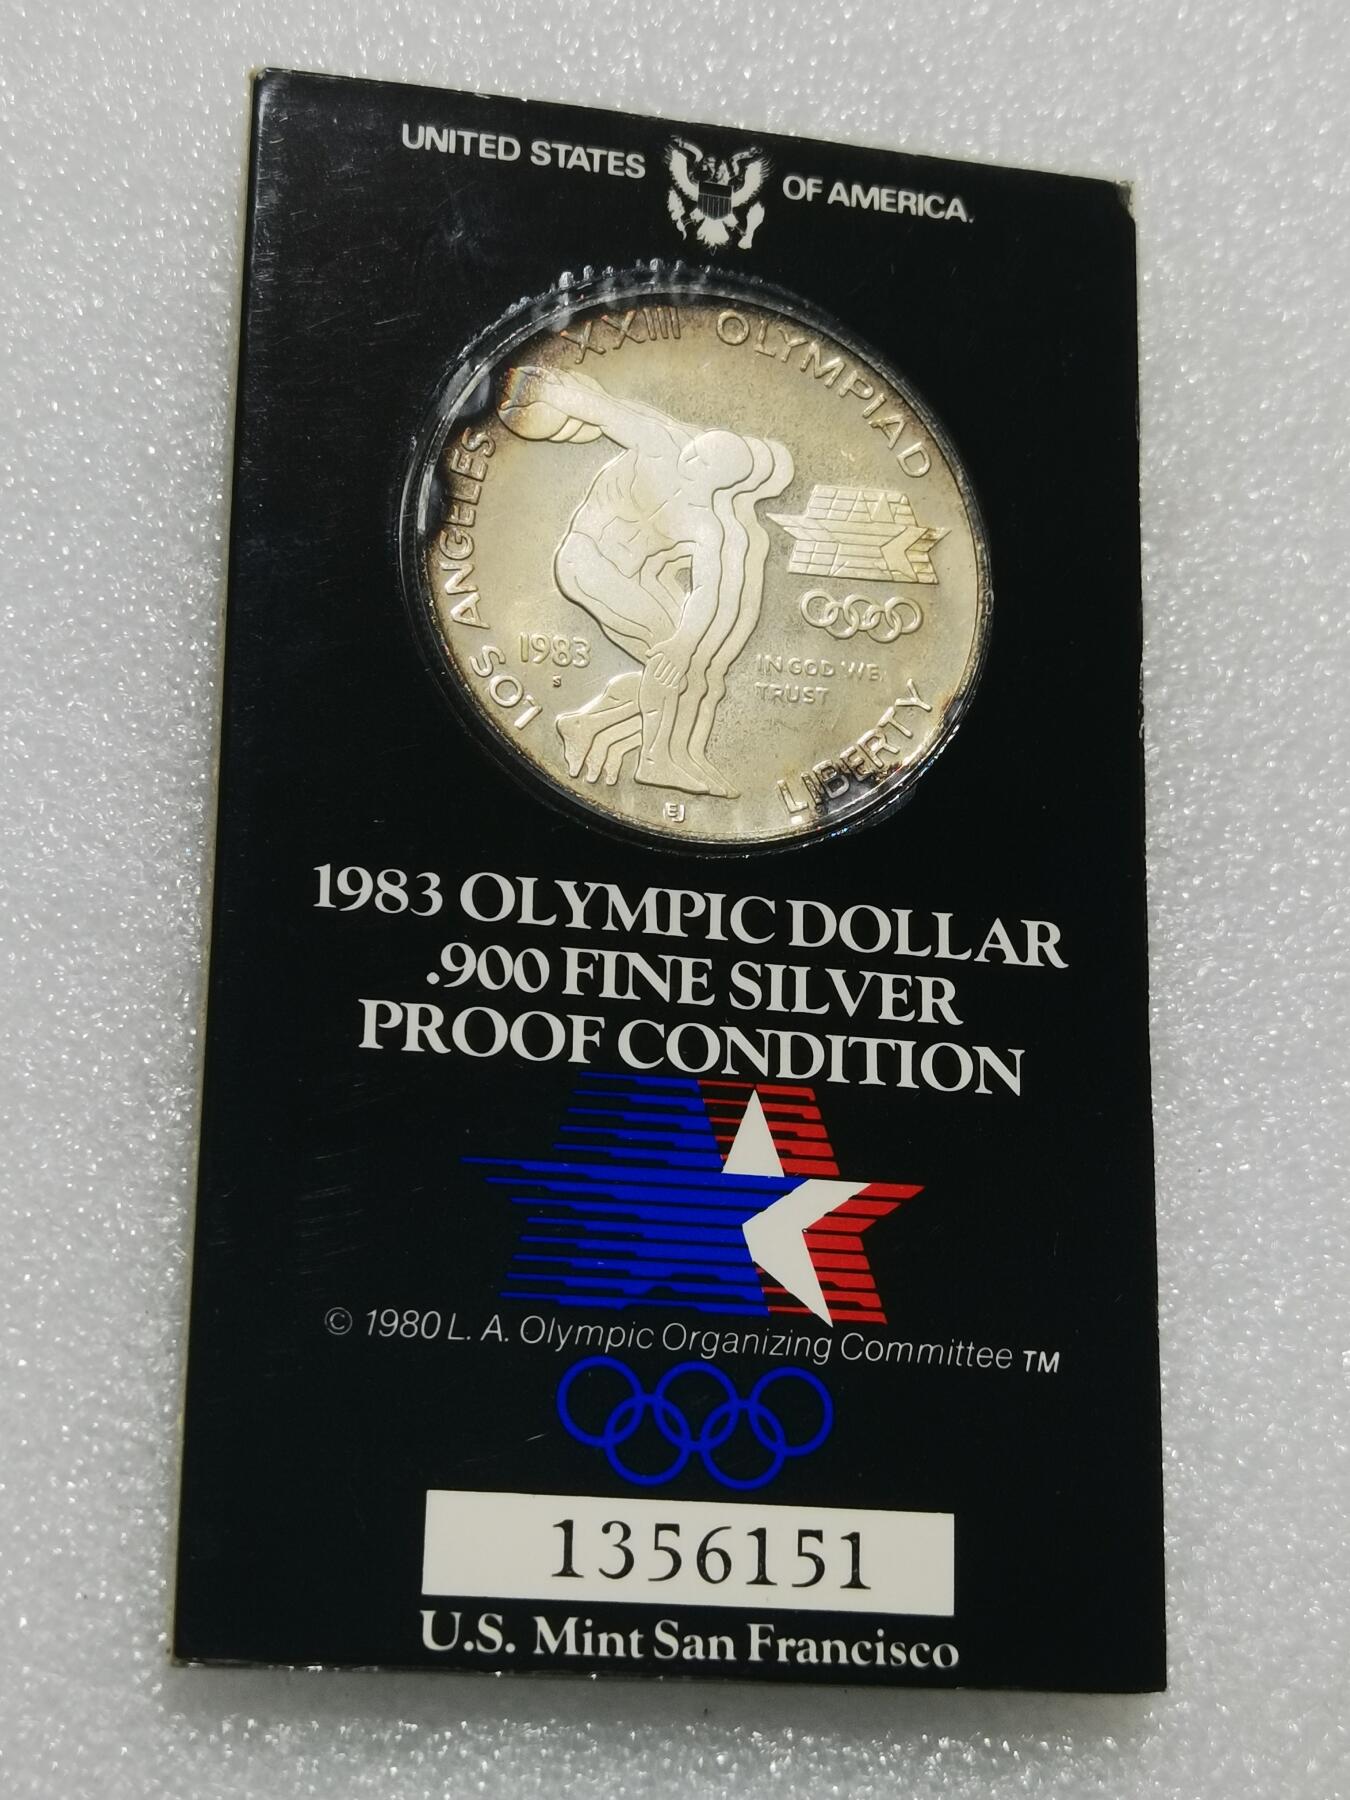 UNITED STATES OF AMERICA.
LOS ANGELES XXIII OLYMPIAD
1983
S
IN GOD WE
TRUST
LIBERTY
EJ
1983 OLYMPIC DOLLAR
.900 FINE SILVER
PROOF CONDITION
© 1980 L. A. Olympic Organizing Committee TM
1356151
U.S. Mint San Francisco